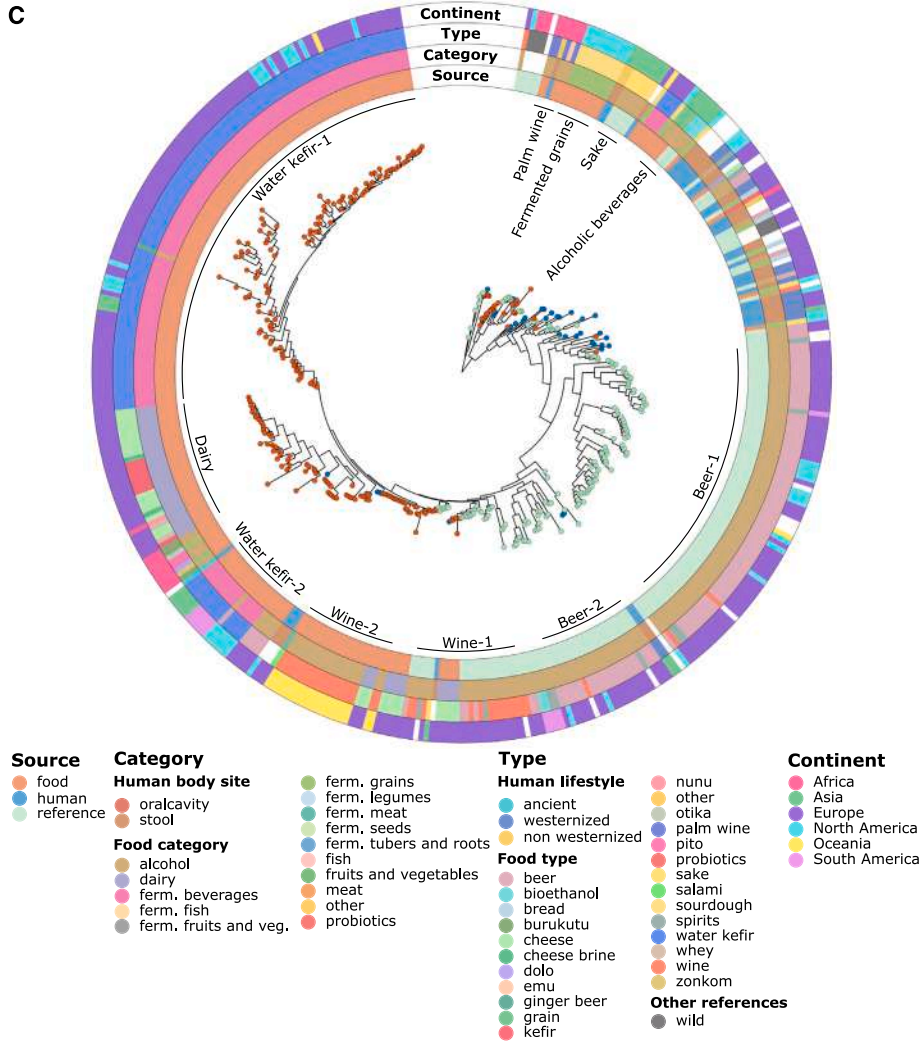 C
Continent
Type
Category
Source
Palm wine
Fermented grains
Sake
Alcoholic beverages
Water kefir-1
Dairy
Water kefir-2
Wine-2
Wine-1
Beer-2
Beer-1
Source
food
human
reference
Category
Human body site
oralcavity
stool
Food category
alcohol
dairy
ferm. beverages
ferm. fish
ferm. fruits and veg.
ferm. grains
ferm. legumes
ferm. meat
ferm. seeds
ferm. tubers and roots
fish
fruits and vegetables
meat
other
probiotics
Type
Human lifestyle
ancient
westernized
non westernized
Food type
beer
bioethanol
bread
burukutu
cheese
cheese brine
dolo
emu
ginger beer
grain
kefir
nunu
other
otika
palm wine
pito
probiotics
sake
salami
sourdough
spirits
water kefir
whey
wine
zonkom
Other references
wild
Continent
Africa
Asia
Europe
North America
Oceania
South America